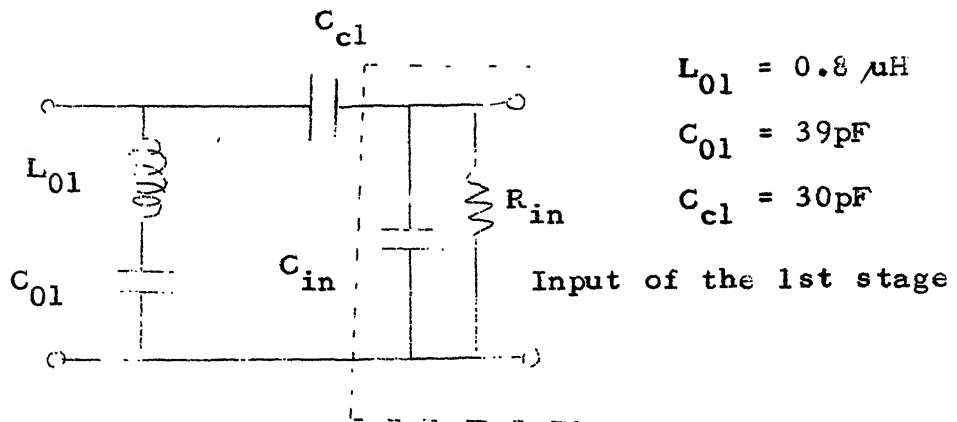 C_cl
L_01 = 0.8 μH
C_01 = 39pF
C_cl = 30pF
L_01
R_in
C_01
C_in
Input of the 1st stage